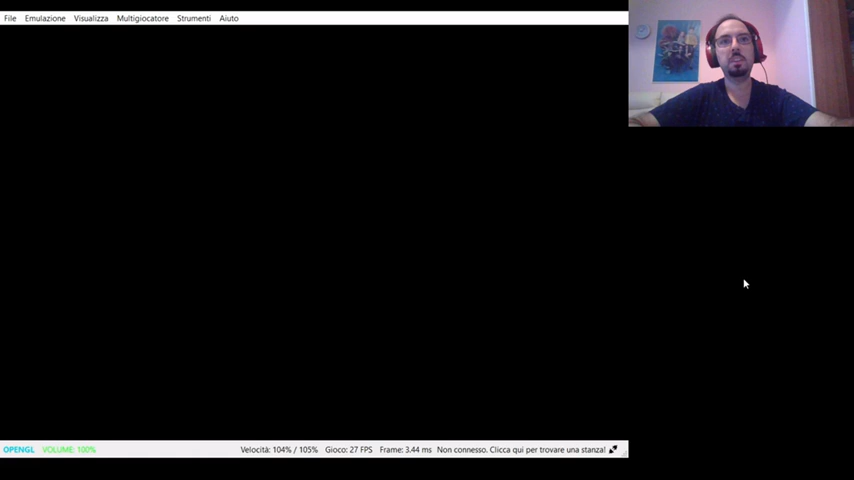 File Emulazione Visualizza Multigiocatore Strumenti Aiuto
OPENGL VOLUME: 100% Velocità: 104% / 105% Gioco: 27 FPS Frame: 3.44 ms Non connesso. Clicca qui per trovare una stanza!